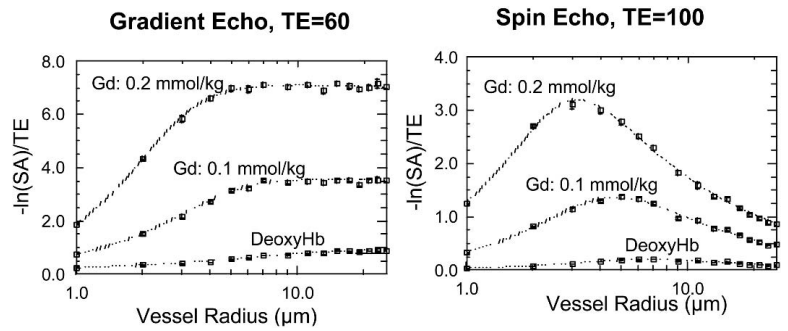 Gradient Echo, TE=60
-ln(SA)/TE
8.0
6.0
4.0
2.0
0.0
Gd: 0.2 mmol/kg
Gd: 0.1 mmol/kg
DeoxyHb
1.0
10.0
Vessel Radius (μm)
Spin Echo, TE=100
-ln(SA)/TE
4.0
3.0
2.0
1.0
0.0
Gd: 0.2 mmol/kg
Gd: 0.1 mmol/kg
DeoxyHb
1.0
10.0
Vessel Radius (μm)